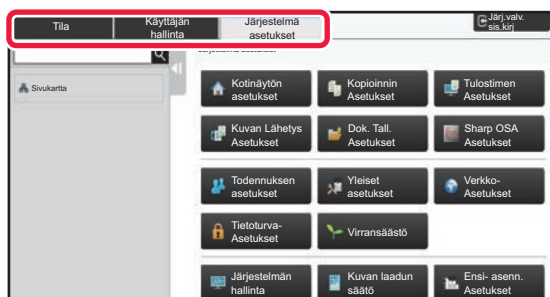 Tila
Käyttäjän
hallinta
Järjestelmä
asetukset
Järj.valv.
sis.kirj
Sivukartta
Kotinäytön
asetukset
Kopioinnin
Asetukset
Tulostimen
Asetukset
Kuvan Lähetys
Asetukset
Dok. Tall.
Asetukset
Sharp OSA
Asetukset
Todennuksen
asetukset
Yleiset
asetukset
Verkko-
Asetukset
Tietoturva-
Asetukset
Virransäästö
Järjestelmän
hallinta
Kuvan laadun
säätö
Ensi- asenn.
Asetukset